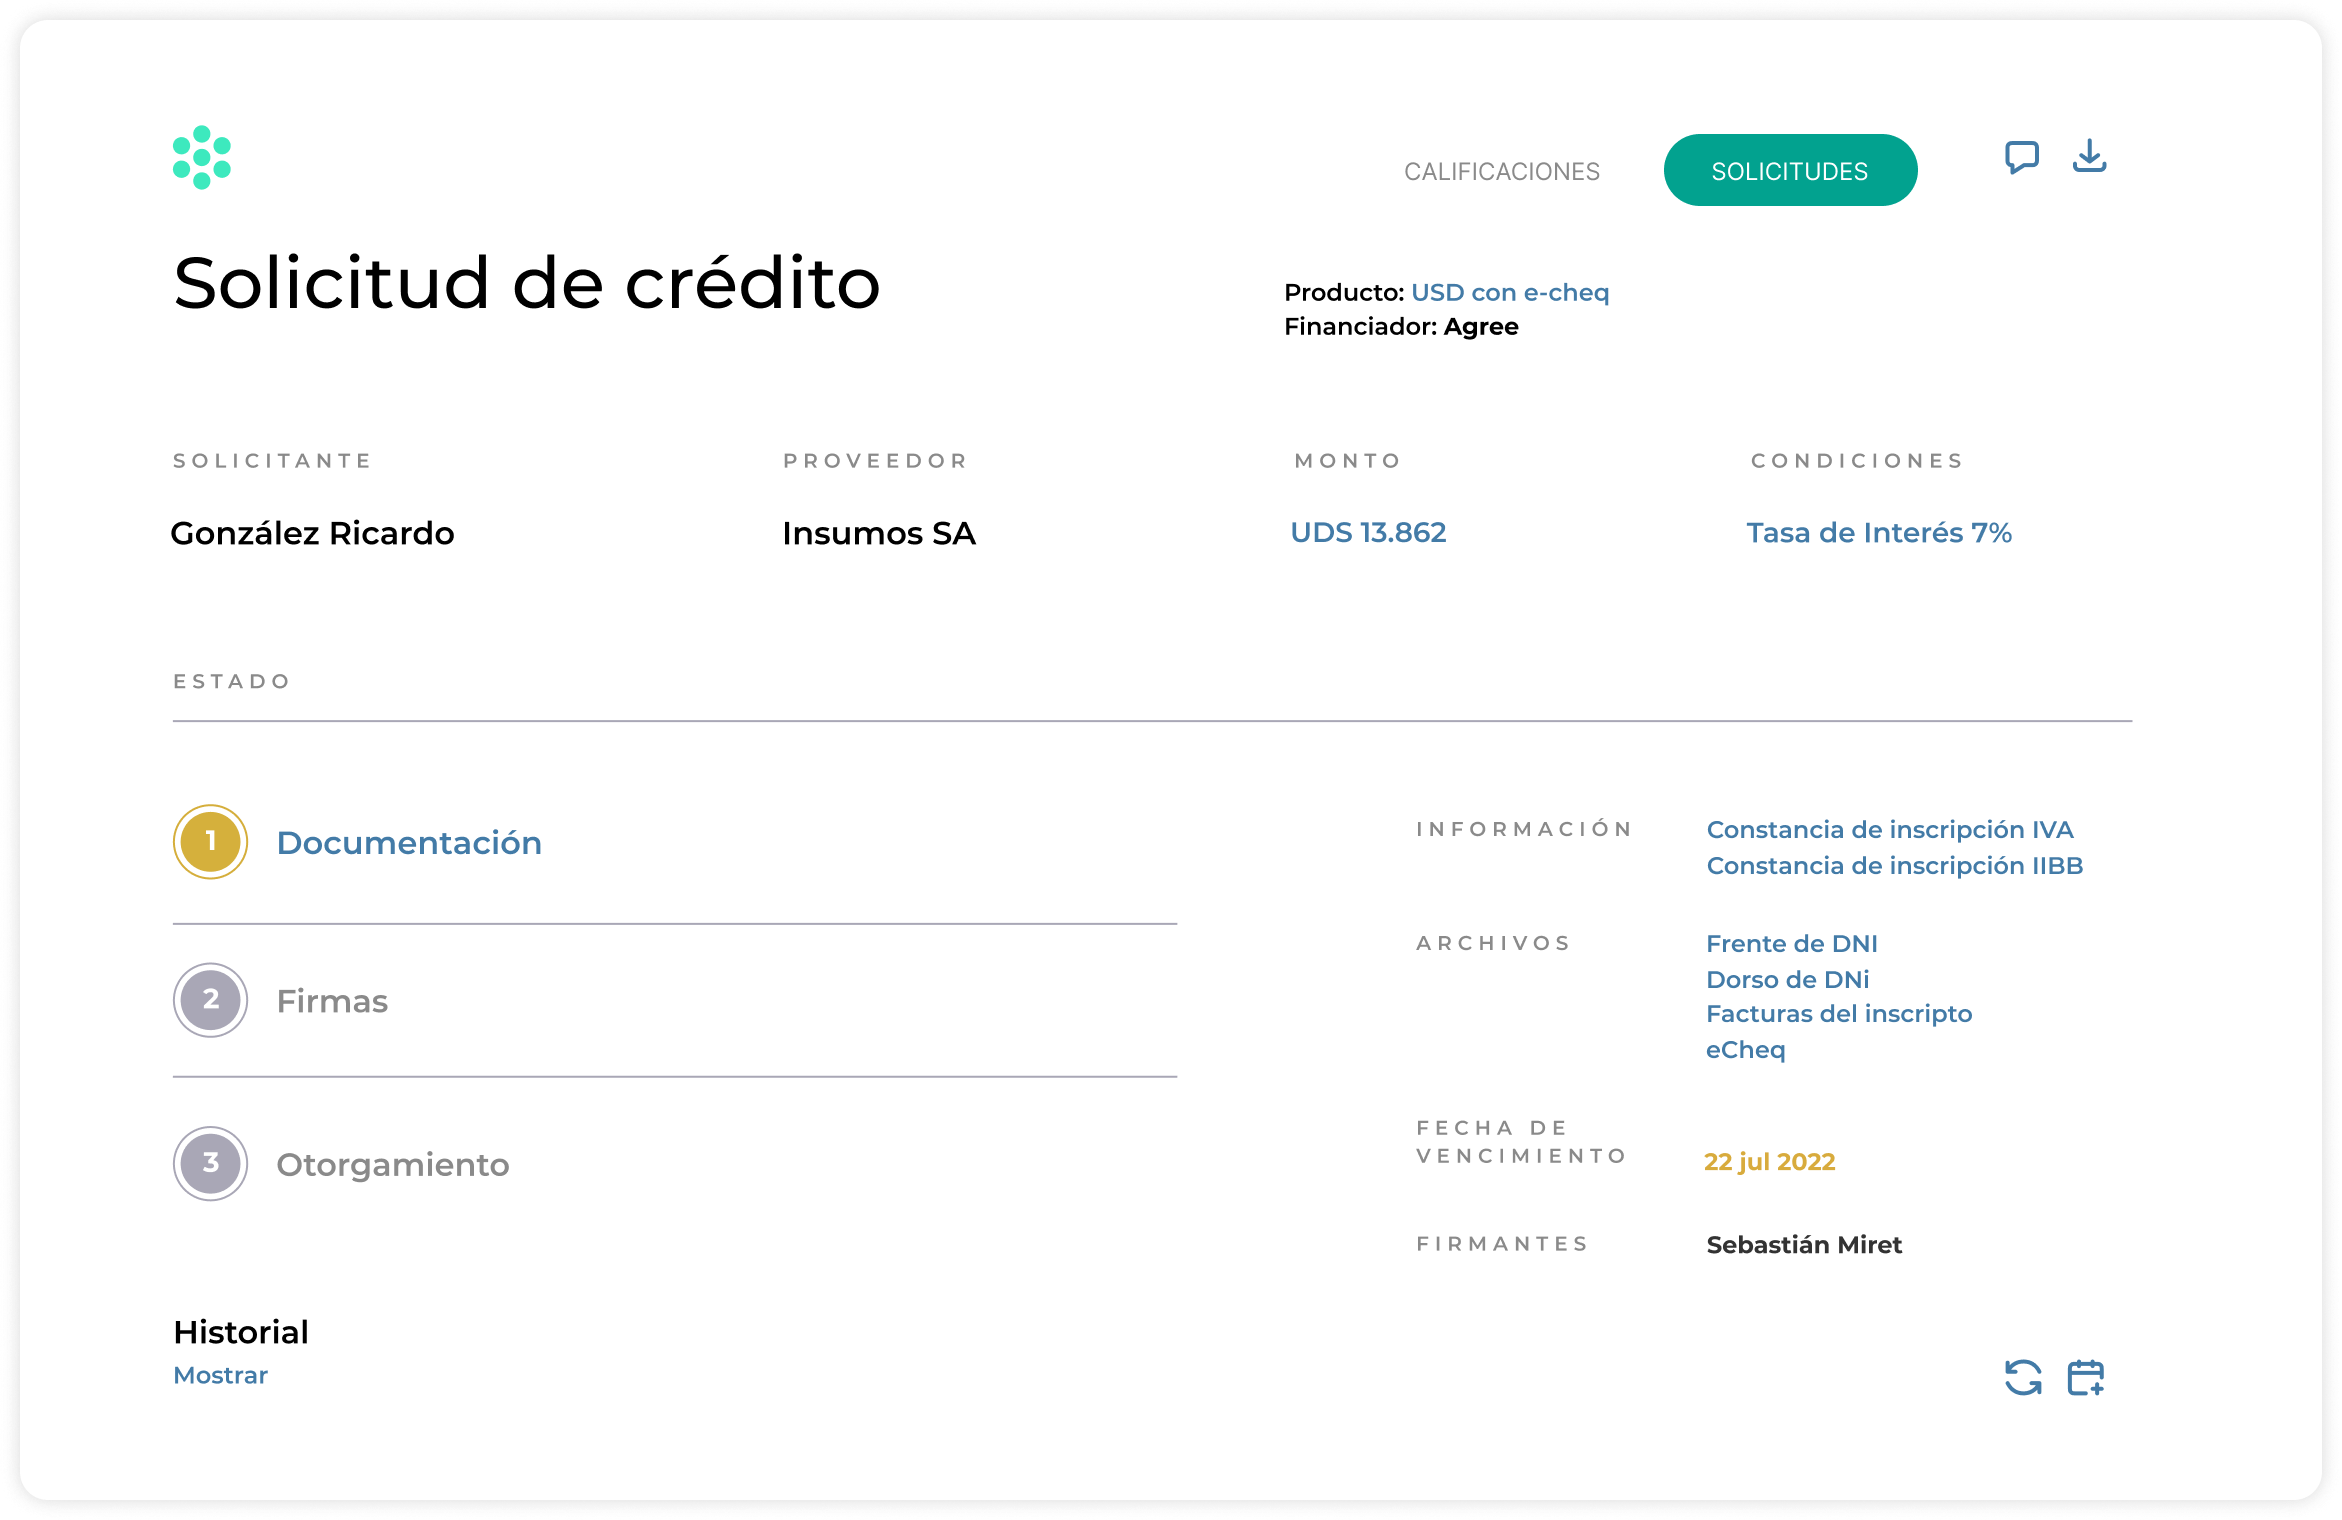 CALIFICACIONES
SOLICITUDES
Solicitud de crédito
Producto: USD con e-cheq
Financiador: Agree
SOLICITANTE
PROVEEDOR
MONTO
CONDICIONES
González Ricardo
Insumos SA
UDS 13.862
Tasa de Interés 7%
ESTADO
1
Documentación
2
Firmas
3
Otorgamiento
INFORMACIÓN
Constancia de inscripción IVA
Constancia de inscripción IIBB
ARCHIVOS
Frente de DNI
Dorso de DNi
Facturas del inscripto
eCheq
FECHA DE
VENCIMIENTO
22 jul 2022
FIRMANTES
Sebastián Miret
Historial
Mostrar